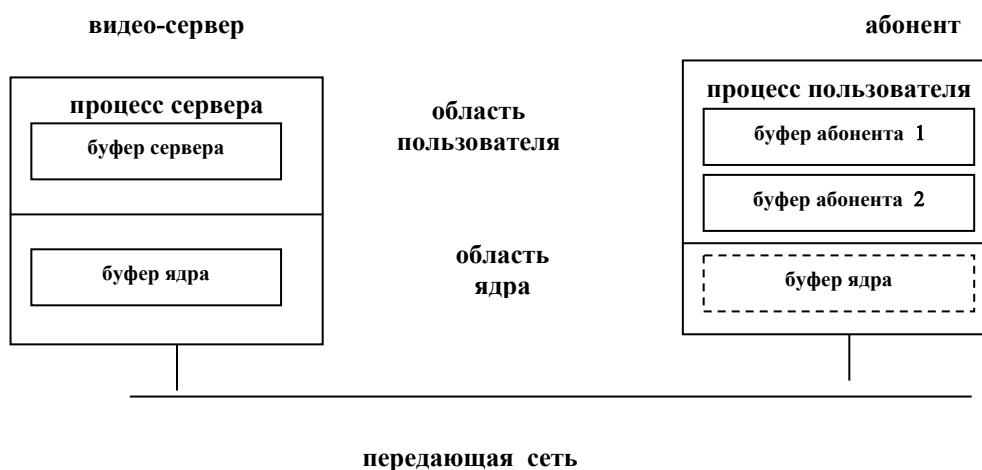 видео-сервер
абонент
процесс сервера
буфер сервера
область
пользователя
процесс пользователя
буфер абонента 1
буфер абонента 2
буфер ядра
область
ядра
буфер ядра
передающая сеть